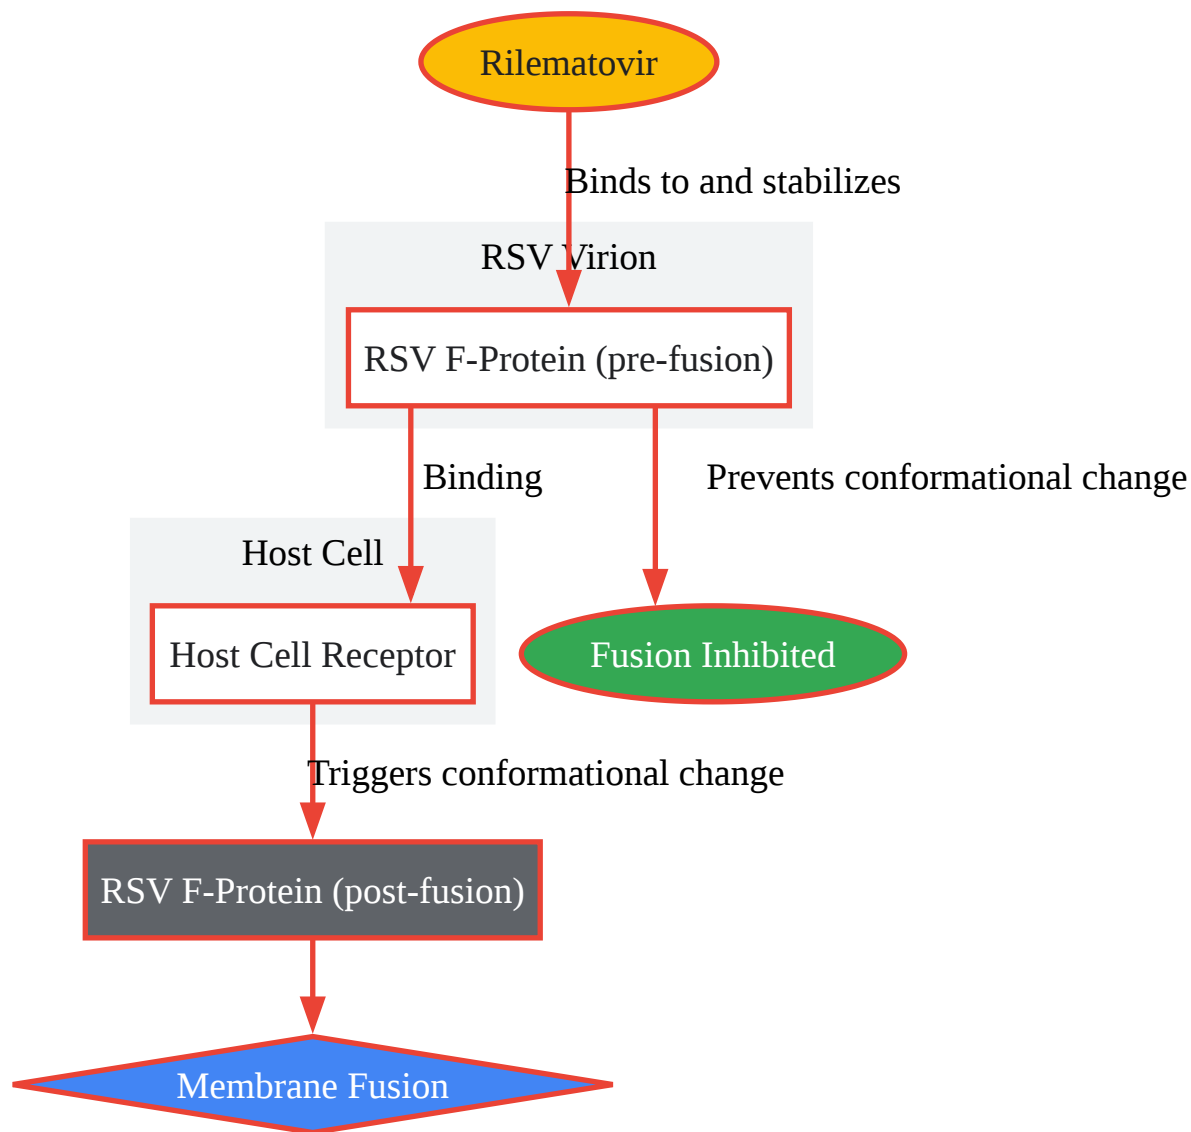 Rilematovir
Binds to and stabilizes
RSV Virion
RSV F-Protein (pre-fusion)
Binding
Prevents conformational change
Host Cell
Host Cell Receptor
Fusion Inhibited
Triggers conformational change
RSV F-Protein (post-fusion)
Membrane Fusion